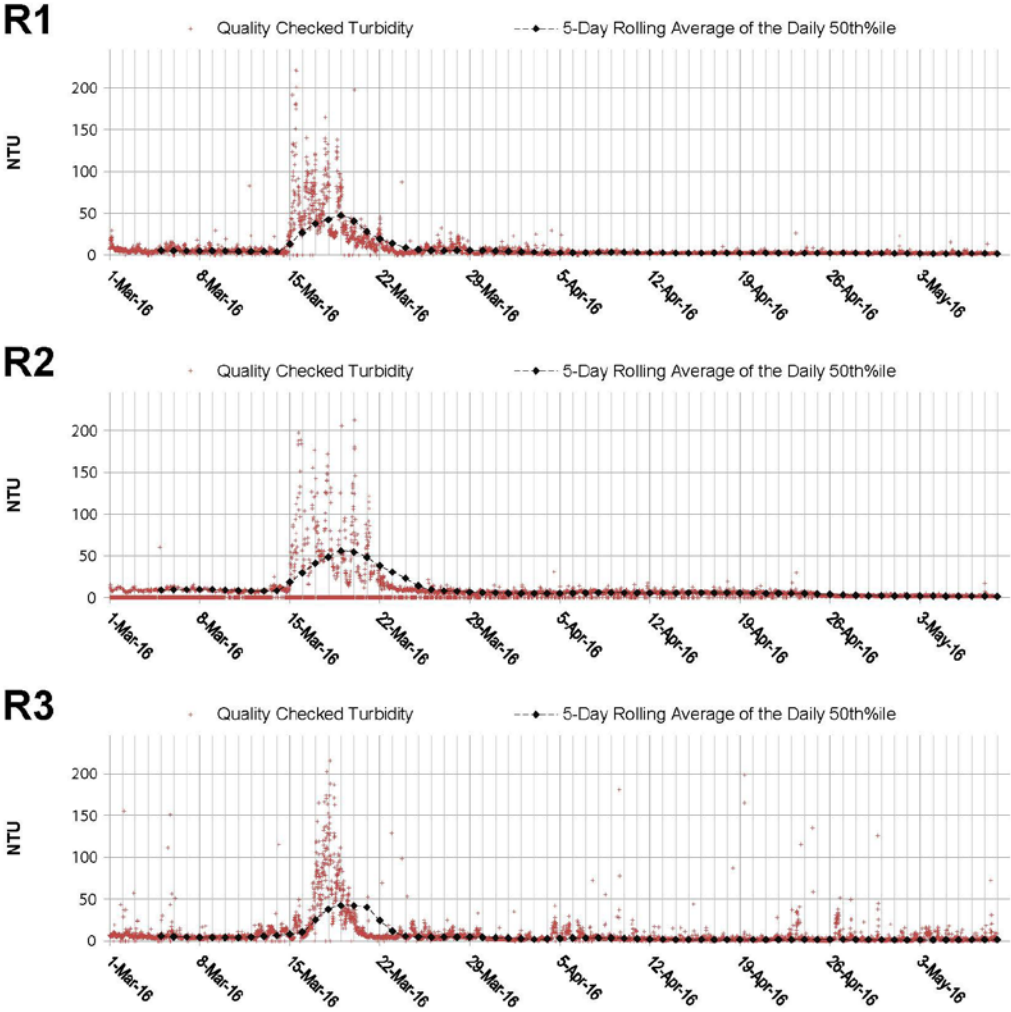 R1
Quality Checked Turbidity 5-Day Rolling Average of the Daily 50th%ile
200
150
100
50
0
NTU
1-Mar-16 8-Mar-16 15-Mar-16 22-Mar-16 29-Mar-16 5-Apr-16 12-Apr-16 19-Apr-16 26-Apr-16 3-May-16
R2
Quality Checked Turbidity 5-Day Rolling Average of the Daily 50th%ile
200
150
100
50
0
NTU
1-Mar-16 8-Mar-16 15-Mar-16 22-Mar-16 29-Mar-16 5-Apr-16 12-Apr-16 19-Apr-16 26-Apr-16 3-May-16
R3
Quality Checked Turbidity 5-Day Rolling Average of the Daily 50th%ile
200
150
100
50
0
NTU
1-Mar-16 8-Mar-16 15-Mar-16 22-Mar-16 29-Mar-16 5-Apr-16 12-Apr-16 19-Apr-16 26-Apr-16 3-May-16